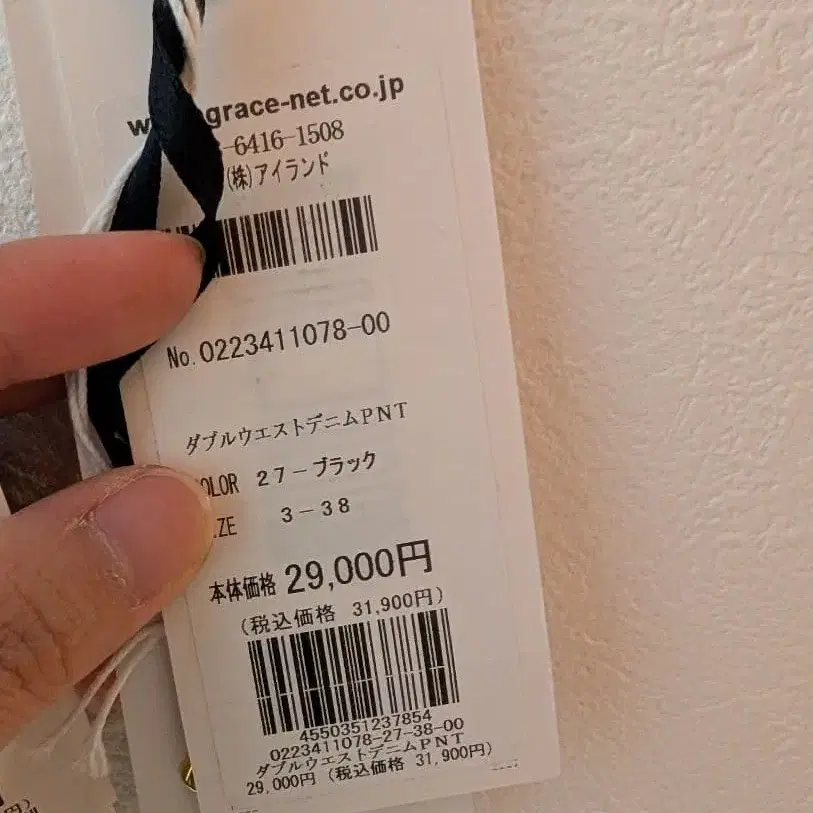 grace-net.co.jp
-6416-1508
(株)アイランド
No.0223411078-00
ダブルウエストデニムPNT
OLOR 27-ブラック
ZE 3-38
本体価格 29,000円
(税込価格 31,900円)
4550351237854
0223411078-27-38-00
ダブルウエストデニムPNT
29,000円 (税込価格 31,900円)
円)